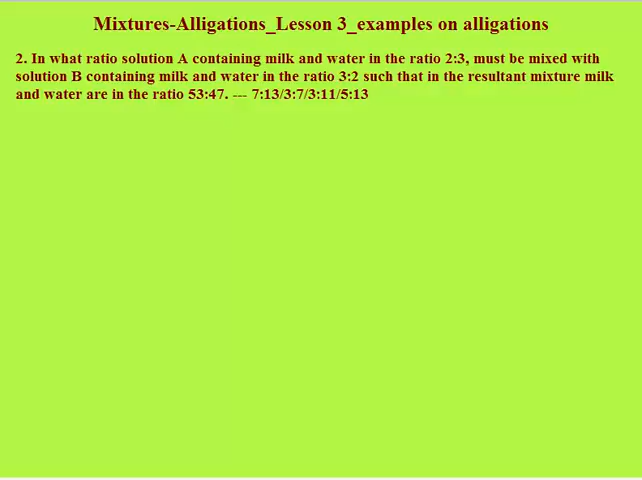 Mixtures-Alligations_Lesson 3_examples on alligations
2. In what ratio solution A containing milk and water in the ratio 2:3, must be mixed with
solution B containing milk and water in the ratio 3:2 such that in the resultant mixture milk
and water are in the ratio 53:47. --- 7:13/3:7/3:11/5:13